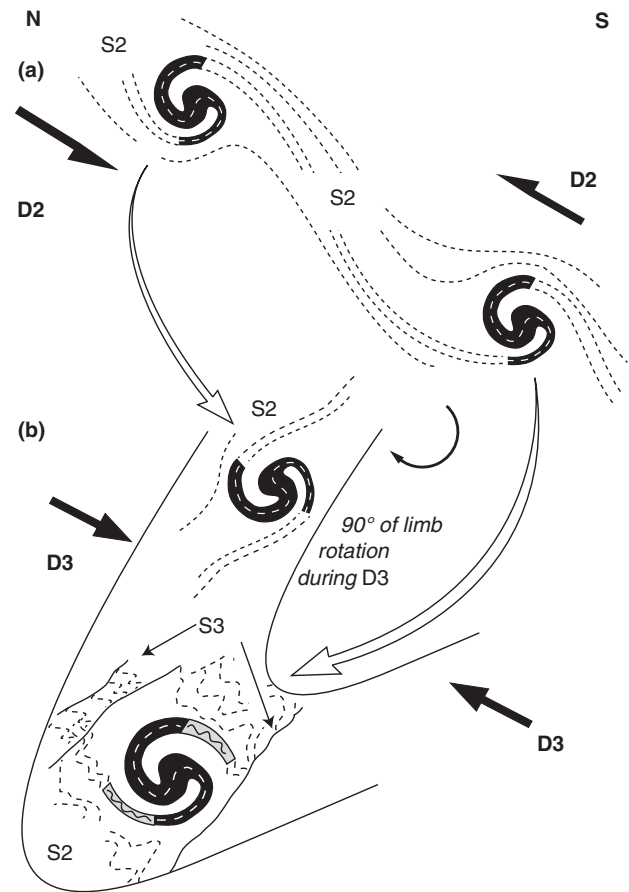 N
S
S2
(a)
D2
D2
S2
S2
(b)
90° of limb
rotation
during D3
D3
S3
D3
S2